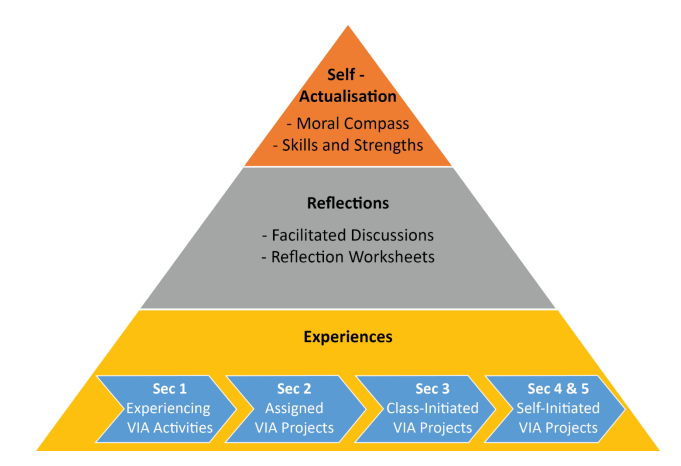 Self -
Actualisation
- Moral Compass
- Skills and Strengths
Reflections
- Facilitated Discussions
- Reflection Worksheets
Experiences
Sec 1
Experiencing
VIA Activities
Sec 2
Assigned
VIA Projects
Sec 3
Class-Initiated
VIA Projects
Sec 4 & 5
Self-Initiated
VIA Projects